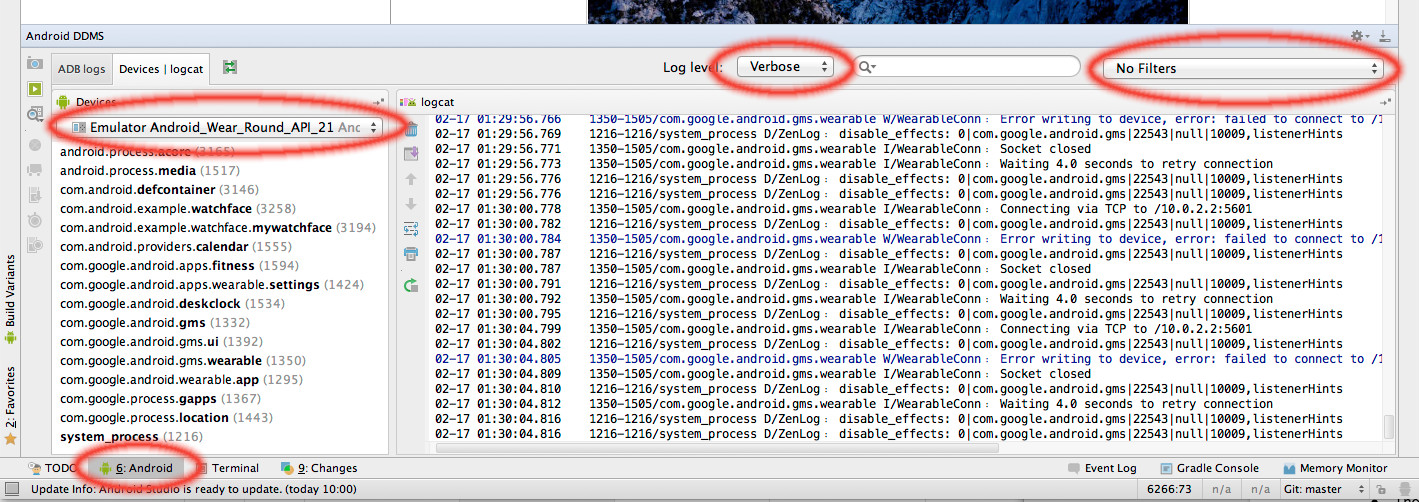 Android DDMS
ADB logs
Devices | logcat
Log level:
Verbose
No Filters
Devices
logcat
Emulator Android_Wear_Round_API_21 Anc
android.process.acore (3165)
android.process.media (1517)
com.android.defcontainer (3146)
com.android.example.watchface (3258)
com.android.example.watchface.mywatchface (3194)
com.android.providers.calendar (1555)
com.google.android.apps.fitness (1594)
com.google.android.apps.wearable.settings (1424)
com.google.android.deskclock (1534)
com.google.android.gms (1332)
com.google.android.gms.ui (1392)
com.google.android.gms.wearable (1350)
com.google.android.wearable.app (1295)
com.google.process.gapps (1367)
com.google.process.location (1443)
system_process (1216)
02-17 01:29:56.766 1350-1505/com.google.android.gms.wearable W/WearableConn: Error writing to device, error: failed to connect to /1
02-17 01:29:56.769 1216-1216/system_process D/ZenLog: disable_effects: 0|com.google.android.gms|22543|null|10009,listenerHints
02-17 01:29:56.771 1350-1505/com.google.android.gms.wearable I/WearableConn: Socket closed
02-17 01:29:56.773 1350-1505/com.google.android.gms.wearable I/WearableConn: Waiting 4.0 seconds to retry connection
02-17 01:29:56.776 1216-1216/system_process D/ZenLog: disable_effects: 0|com.google.android.gms|22543|null|10009,listenerHints
02-17 01:29:56.776 1216-1216/system_process D/ZenLog: disable_effects: 0|com.google.android.gms|22543|null|10009,listenerHints
02-17 01:30:00.778 1350-1505/com.google.android.gms.wearable I/WearableConn: Connecting via TCP to /10.0.2.2:5601
02-17 01:30:00.784 1350-1505/com.google.android.gms.wearable W/WearableConn: Error writing to device, error: failed to connect to /1
02-17 01:30:00.787 1216-1216/system_process D/ZenLog: disable_effects: 0|com.google.android.gms|22543|null|10009,listenerHints
02-17 01:30:00.787 1350-1505/com.google.android.gms.wearable I/WearableConn: Socket closed
02-17 01:30:00.791 1216-1216/system_process D/ZenLog: disable_effects: 0|com.google.android.gms|22543|null|10009,listenerHints
02-17 01:30:00.792 1350-1505/com.google.android.gms.wearable I/WearableConn: Waiting 4.0 seconds to retry connection
02-17 01:30:00.795 1216-1216/system_process D/ZenLog: disable_effects: 0|com.google.android.gms|22543|null|10009,listenerHints
02-17 01:30:04.799 1350-1505/com.google.android.gms.wearable I/WearableConn: Connecting via TCP to /10.0.2.2:5601
02-17 01:30:04.802 1216-1216/system_process D/ZenLog: disable_effects: 0|com.google.android.gms|22543|null|10009,listenerHints
02-17 01:30:04.805 1350-1505/com.google.android.gms.wearable W/WearableConn: Error writing to device, error: failed to connect to /1
02-17 01:30:04.809 1350-1505/com.google.android.gms.wearable I/WearableConn: Socket closed
02-17 01:30:04.810 1216-1216/system_process D/ZenLog: disable_effects: 0|com.google.android.gms|22543|null|10009,listenerHints
02-17 01:30:04.812 1350-1505/com.google.android.gms.wearable I/WearableConn: Waiting 4.0 seconds to retry connection
02-17 01:30:04.816 1216-1216/system_process D/ZenLog: disable_effects: 0|com.google.android.gms|22543|null|10009,listenerHints
02-17 01:30:04.816 1216-1216/system_process D/ZenLog: disable_effects: 0|com.google.android.gms|22543|null|10009,listenerHints
Build Variants
2: Favorites
TODO
6: Android
Terminal
9: Changes
Event Log
Gradle Console
Memory Monitor
Update Info: Android Studio is ready to update. (today 10:00)
6266:73
n/a
n/a
Git: master